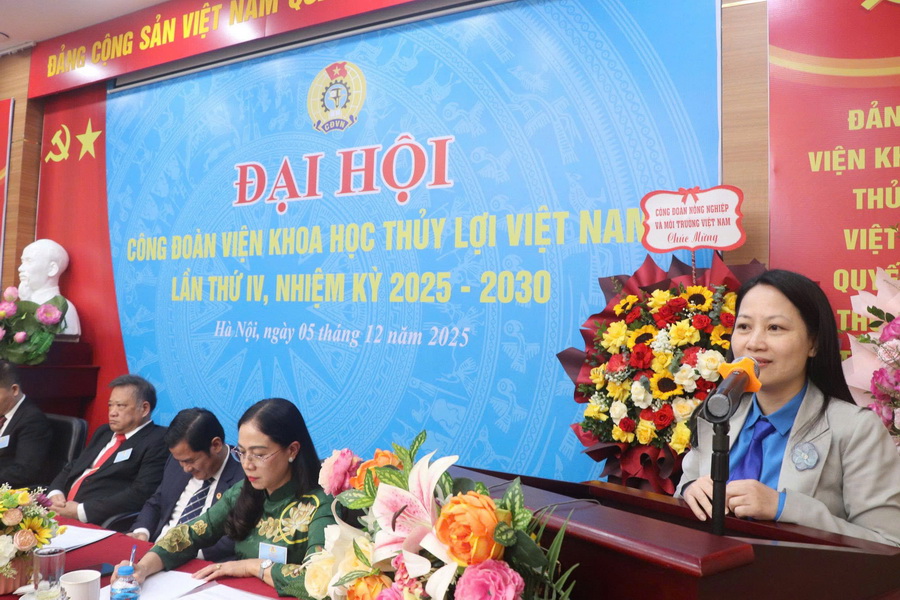 ĐẢNG CỘNG SẢN VIỆT NAM QUA
CĐVN
ĐẠI HỘI
CÔNG ĐOÀN VIỆN KHOA HỌC THỦY LỢI VIỆT NAM
LẦN THỨ IV, NHIỆM KỲ 2025 - 2030
Hà Nội, ngày 05 tháng 12 năm 2025
CÔNG ĐOÀN NÔNG NGHIỆP
VÀ MÔI TRƯỜNG VIỆT NAM
Chúc Mừng
ĐẢN
VIỆN KH
THỦ
VIỆT
QUYẾ
TH